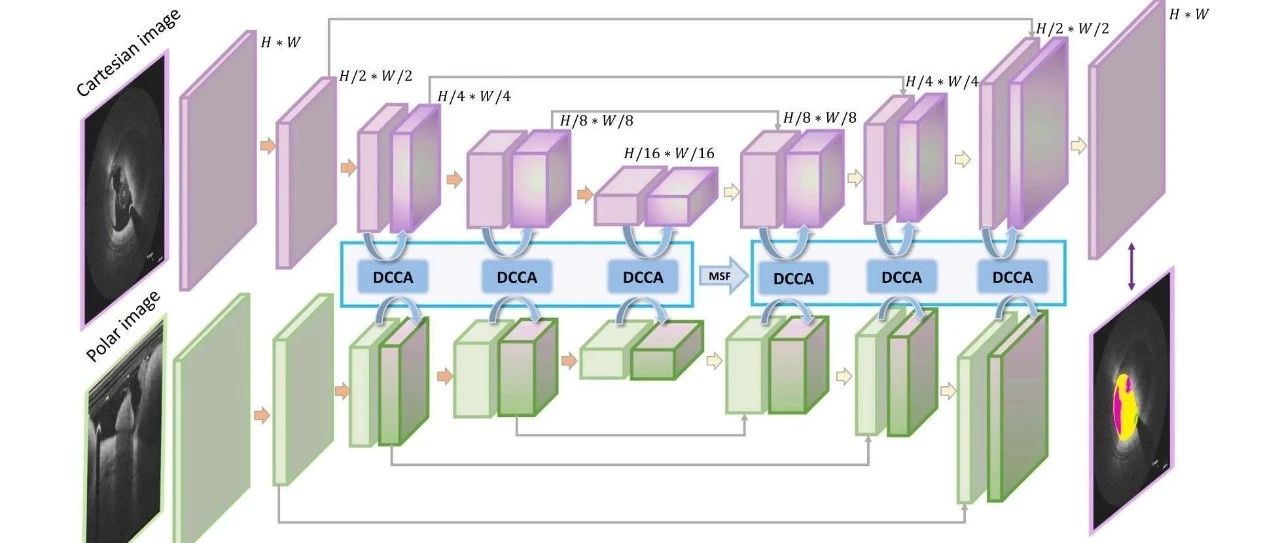 Cartesian image
H * W
H/2 * W/2
H/4 * W/4
H/8 * W/8
H/16 * W/16
H/8 * W/8
H/4 * W/4
H/2 * W/2
H * W
DCCA
DCCA
DCCA
MSF
DCCA
DCCA
DCCA
Polar image